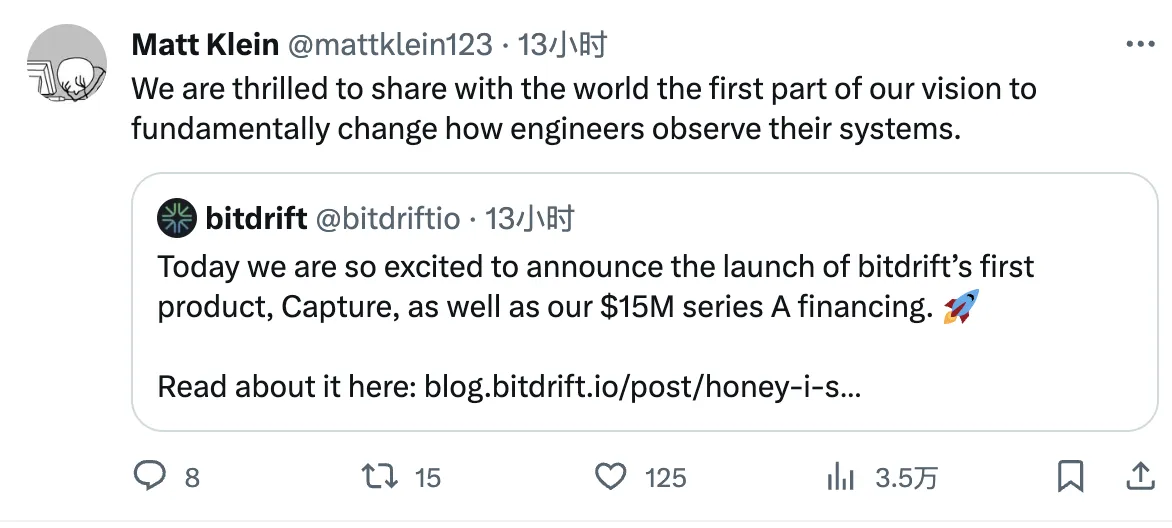 Matt Klein @mattklein123 · 13小时
We are thrilled to share with the world the first part of our vision to
fundamentally change how engineers observe their systems.
bitdrift @bitdriftio · 13小时
Today we are so excited to announce the launch of bitdrift’s first
product, Capture, as well as our $15M series A financing. 🚀
Read about it here: blog.bitdrift.io/post/honey-i-s...
8 15 125 3.5万